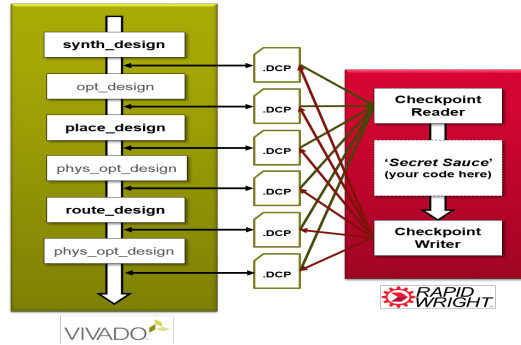 synth_design
opt_design
place_design
phys_opt_design
route_design
phys_opt_design
.DCP
.DCP
.DCP
.DCP
.DCP
.DCP
Checkpoint
Reader
'Secret Sauce'
(your code here)
Checkpoint
Writer
VIVADO.
RAPID
WRIGHT™